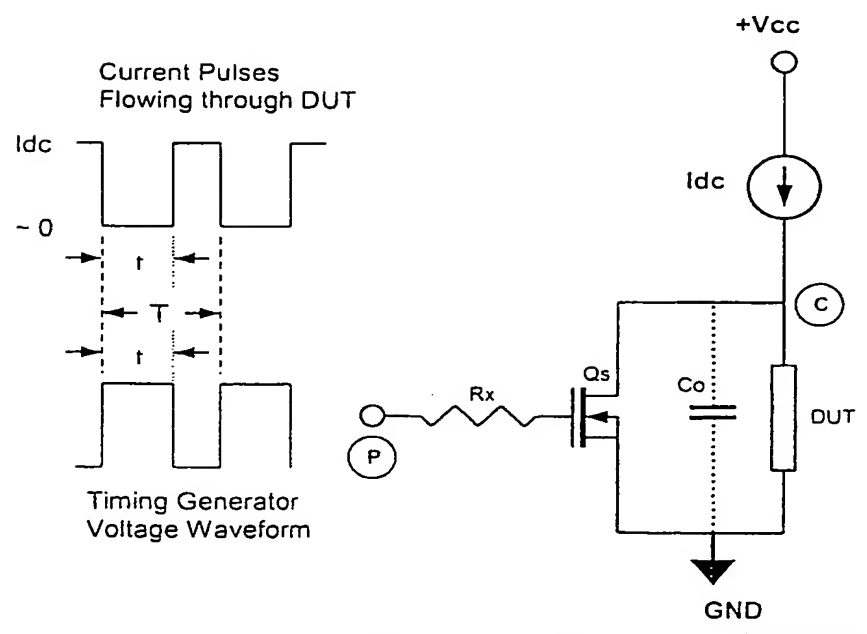 +Vcc
Current Pulses
Flowing through DUT
Idc
~ 0
t
T
t
Idc
C
Qs
Co
Rx
DUT
P
Timing Generator
Voltage Waveform
GND